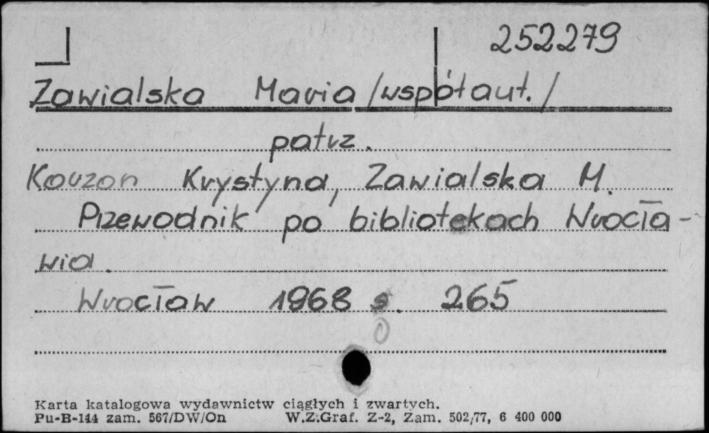 252279
Zawialska Maria /współaut./
patrz.
Korzon Krystyna, Zawialska M.
Przewodnik po bibliotekach Wrocła-
wia.
Wrocław 1968 s. 265
Karta katalogowa wydawnictw ciągłych i zwartych.
Pu-B-144 zam. 567/DW/On W.Z.Graf. Z-2, Zam. 502/77, 6 400 000